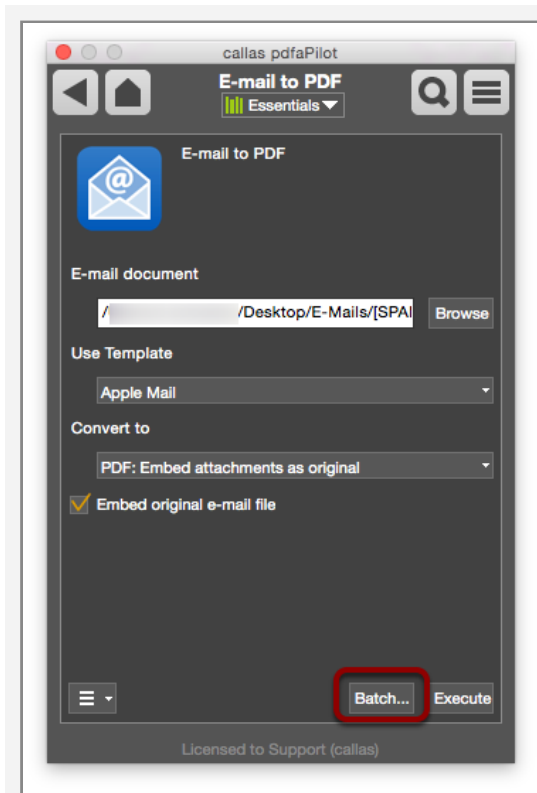 callas pdfaPilot
E-mail to PDF
Essentials
E-mail to PDF
E-mail document
/ /Desktop/E-Mails/[SPAI
Browse
Use Template
Apple Mail
Convert to
PDF: Embed attachments as original
Embed original e-mail file
Batch...
Execute
Licensed to Support (callas)